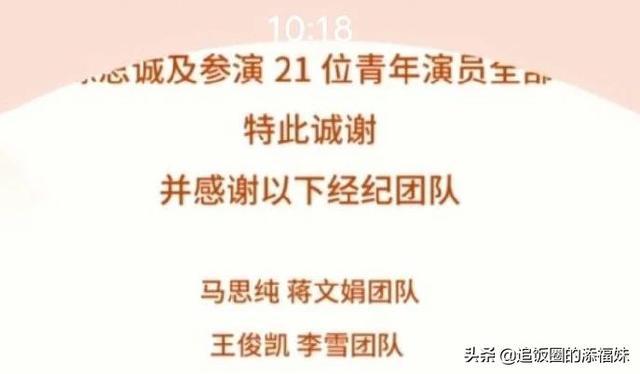 10:18
思诚及参演 21 位青年演员全部
特此诚谢
并感谢以下经纪团队
马思纯 蒋文娟团队
王俊凯 李雪团队
头条 @追饭圈的添福妹